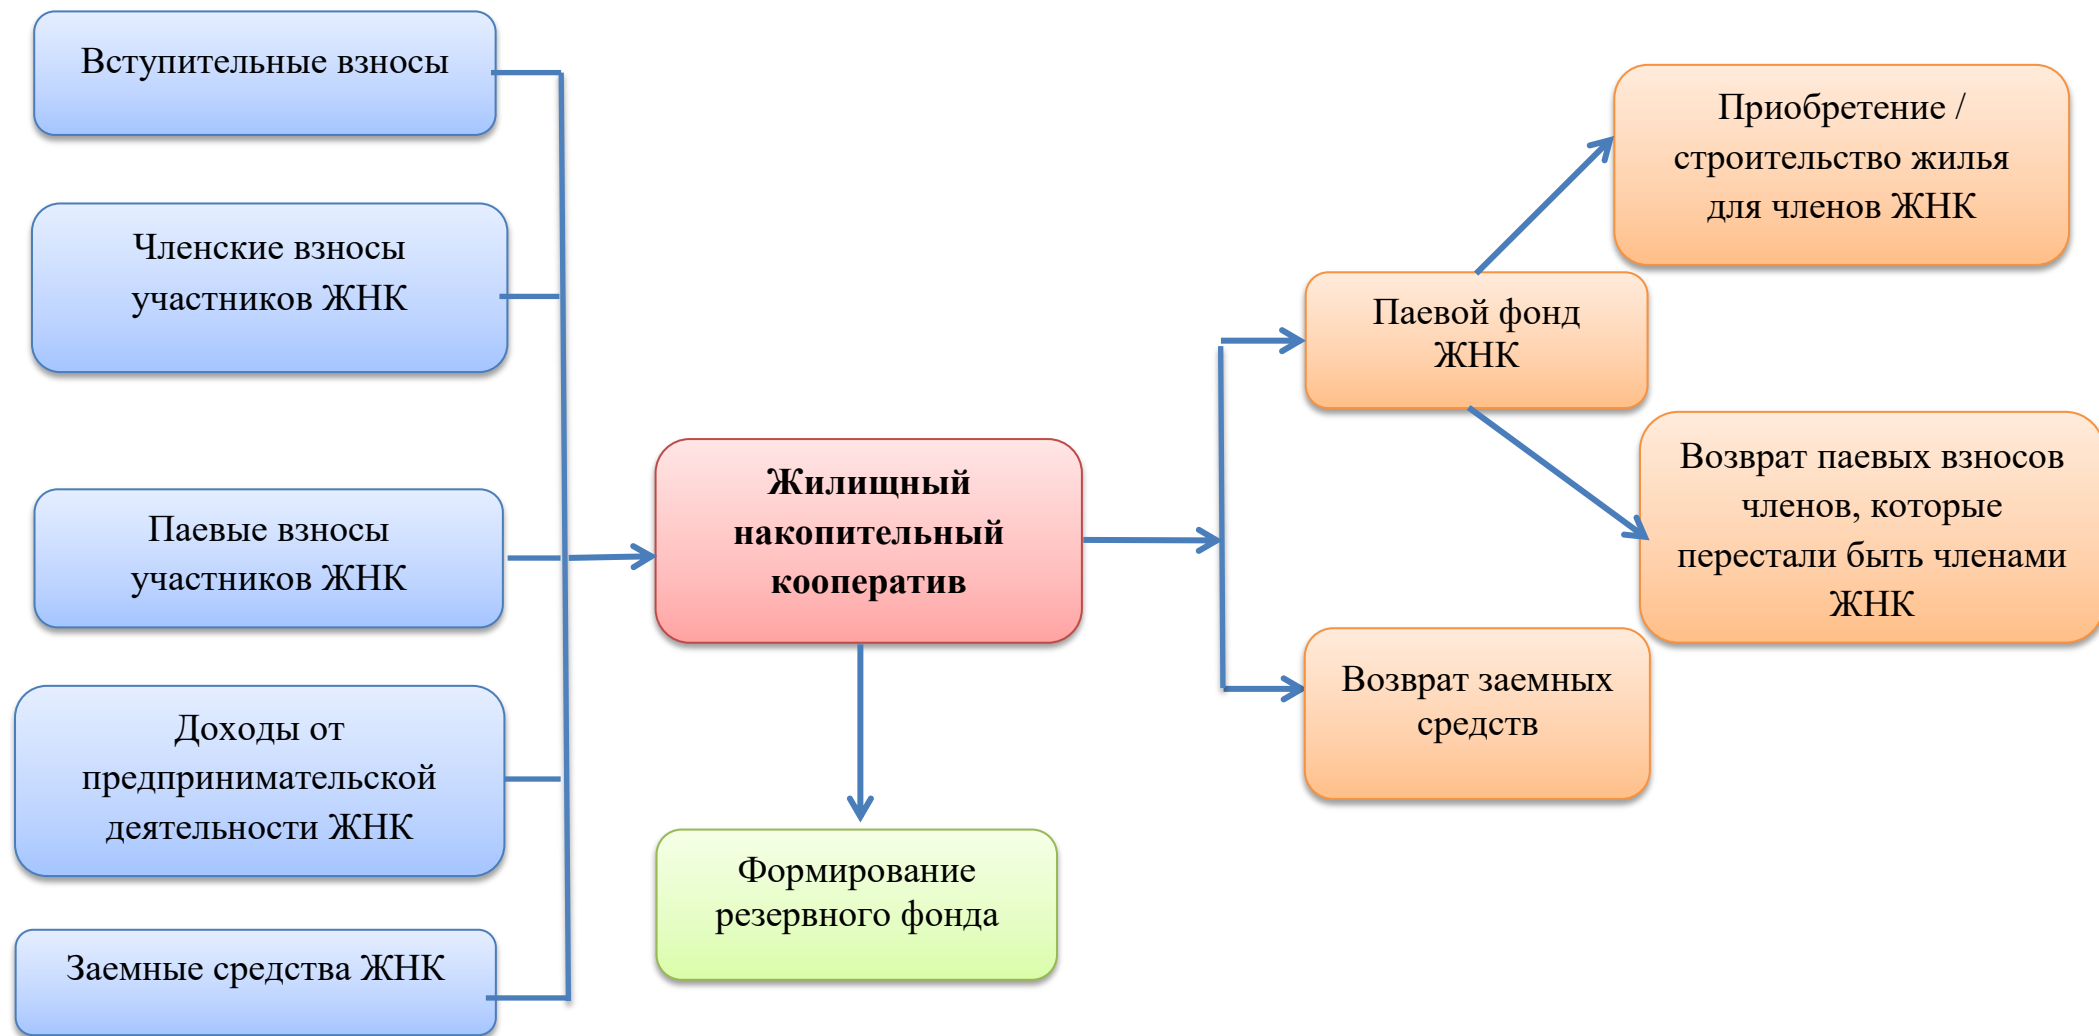 Вступительные взносы
Членские взносы
участников ЖНК
Паевые взносы
участников ЖНК
Доходы от
предпринимательской
деятельности ЖНК
Заемные средства ЖНК
Жилищный
накопительный
кооператив
Формирование
резервного фонда
Паевой фонд
ЖНК
Приобретение /
строительство жилья
для членов ЖНК
Возврат паевых взносов
членов, которые
перестали быть членами
ЖНК
Возврат заемных
средств